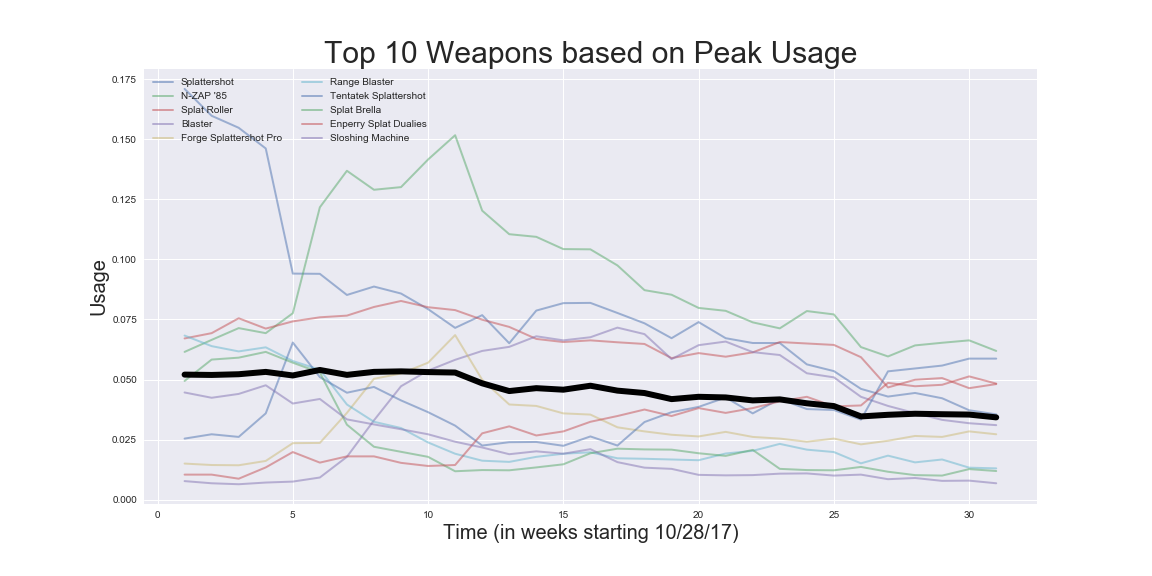 Top 10 Weapons based on Peak Usage
Splattershot
N-ZAP '85
Splat Roller
Blaster
Forge Splattershot Pro
Range Blaster
Tentatek Splattershot
Splat Brella
Enperry Splat Dualies
Sloshing Machine
Usage
0.175
0.150
0.125
0.100
0.075
0.050
0.025
0.000
0 5 10 15 20 25 30
Time (in weeks starting 10/28/17)